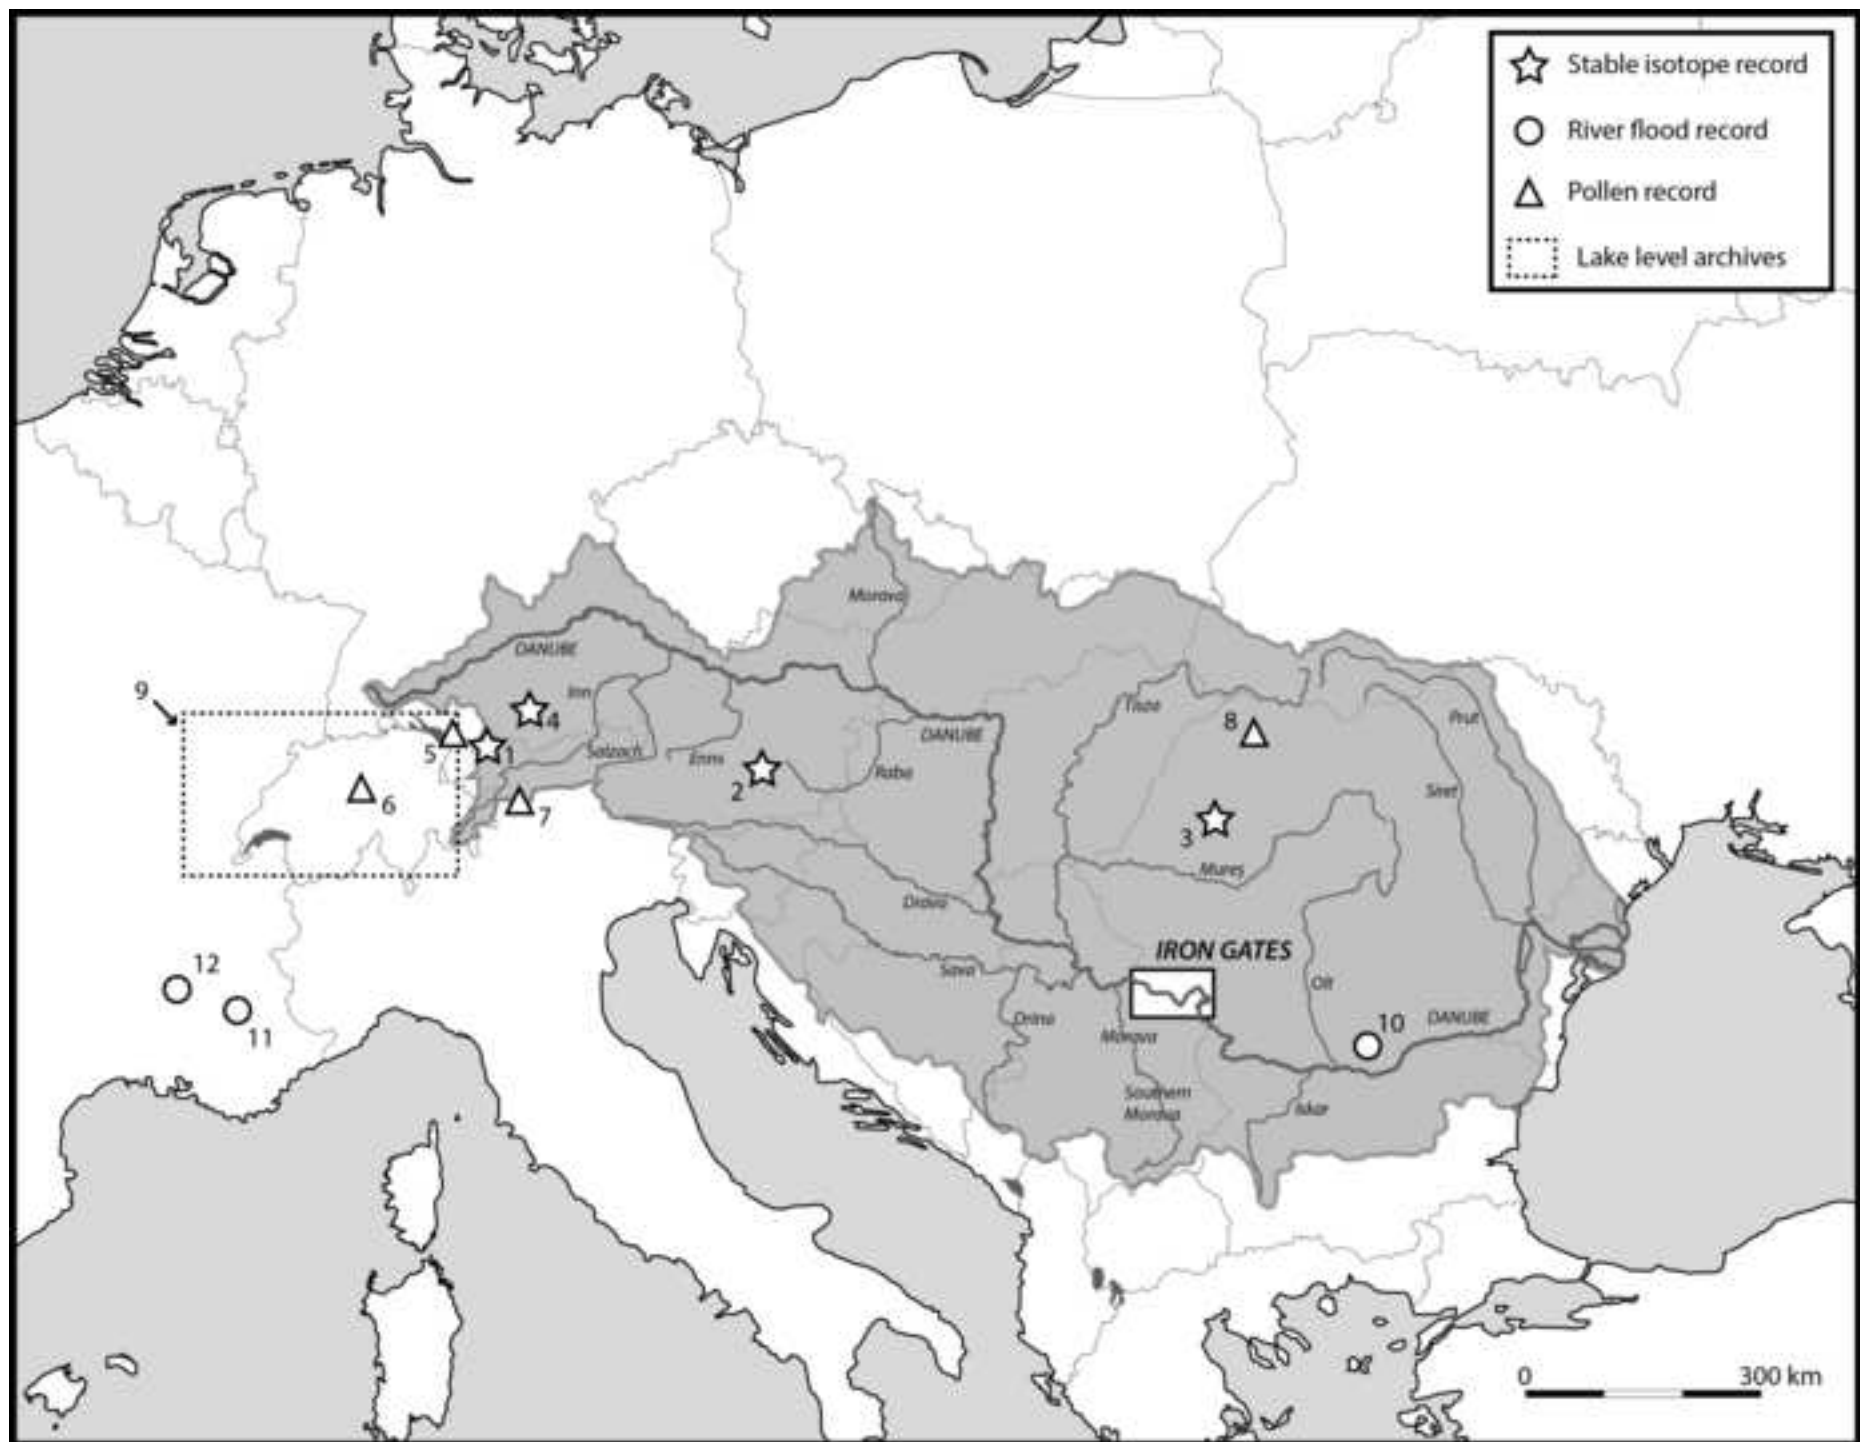 Stable isotope record
River flood record
Pollen record
Lake level archives
Morava
DANUBE
9
Inn
4
Tisa
8
Prut
5
1
Salzach
Enns
DANUBE
2
Raba
6
7
Siret
3
Mureş
Drava
IRON GATES
12
Sava
Olt
11
Drina
Morava
10
DANUBE
Southern
Morava
Iskar
0
300 km